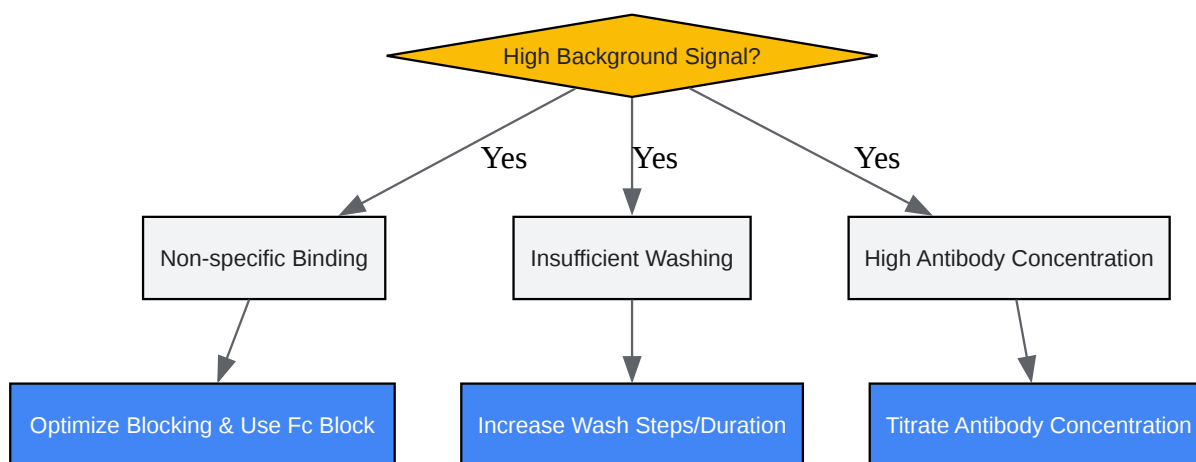 High Background Signal?
Yes
Yes
Yes
Non-specific Binding
Insufficient Washing
High Antibody Concentration
Optimize Blocking & Use Fc Block
Increase Wash Steps/Duration
Titrate Antibody Concentration